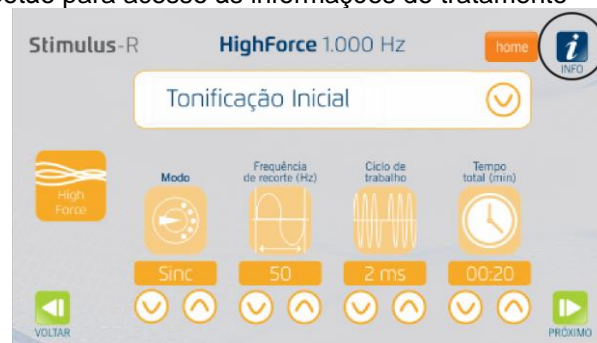 botão para acesso às informações do tratamento
Stimulus-R
HighForce 1.000 Hz
home
INFO
Tonificação Inicial
High
Force
Modo
Frequência
de recorte (Hz)
Ciclo de
trabalho
Tempo
total (min)
Sinc
50
2 ms
00:20
VOLTAR
PRÓXIMO